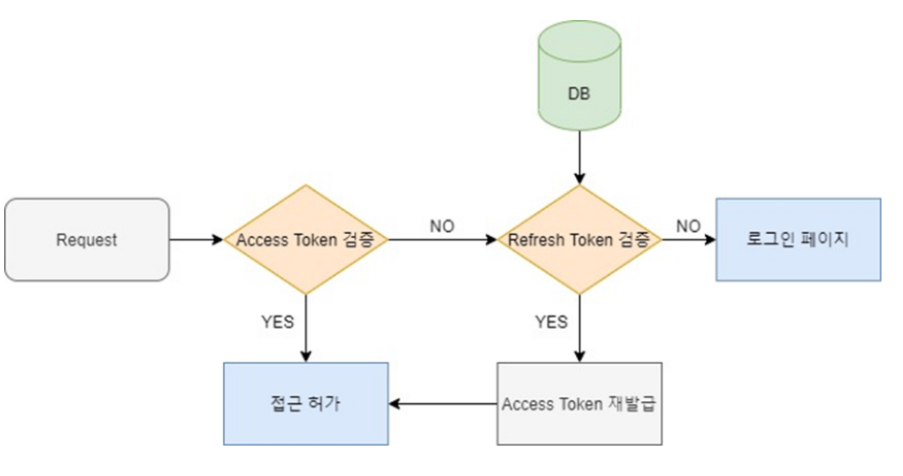 DB
Request
Access Token 검증
NO
Refresh Token 검증
NO
로그인 페이지
YES
YES
접근 허가
Access Token 재발급